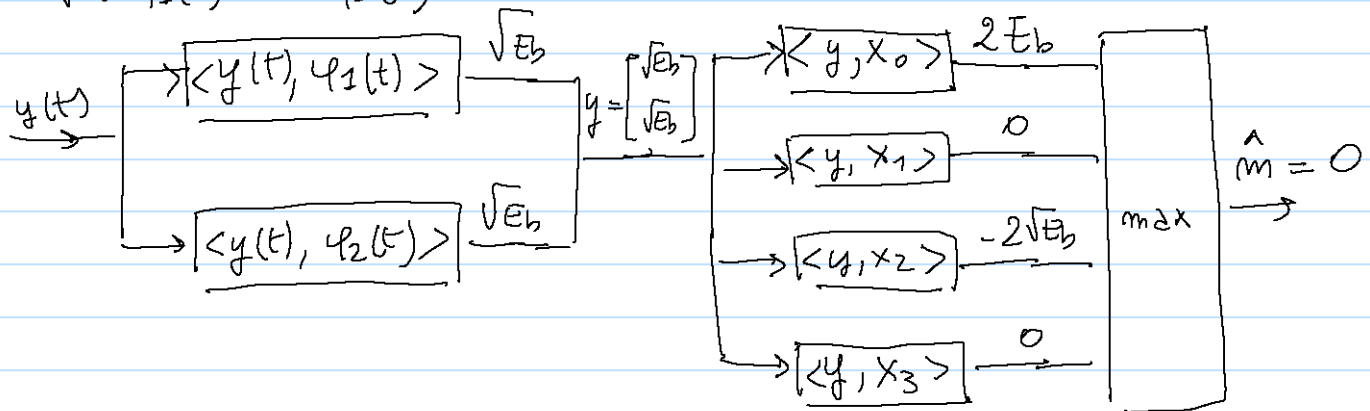 √Eb
<y(t), φ1(t)>
y(t)
y = [√Eb √Eb]
√Eb
<y(t), φ2(t)>
<y, x0> 2Eb
<y, x1> 0
<y, x2> -2√Eb
<y, x3> 0
max
m̂ = 0